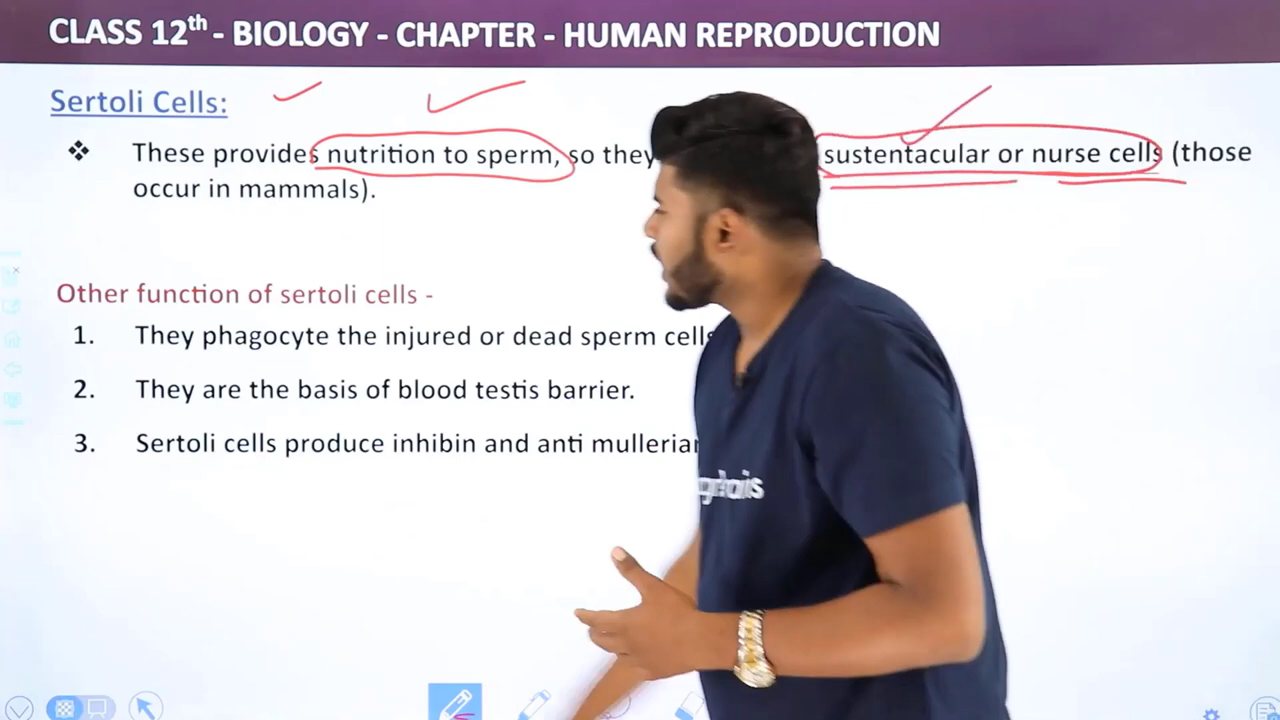 CLASS 12th - BIOLOGY - CHAPTER - HUMAN REPRODUCTION
Sertoli Cells:
❖ These provides nutrition to sperm, so they sustentacular or nurse cells (those
occur in mammals).
Other function of sertoli cells -
1. They phagocyte the injured or dead sperm cells
2. They are the basis of blood testis barrier.
3. Sertoli cells produce inhibin and anti mullerian